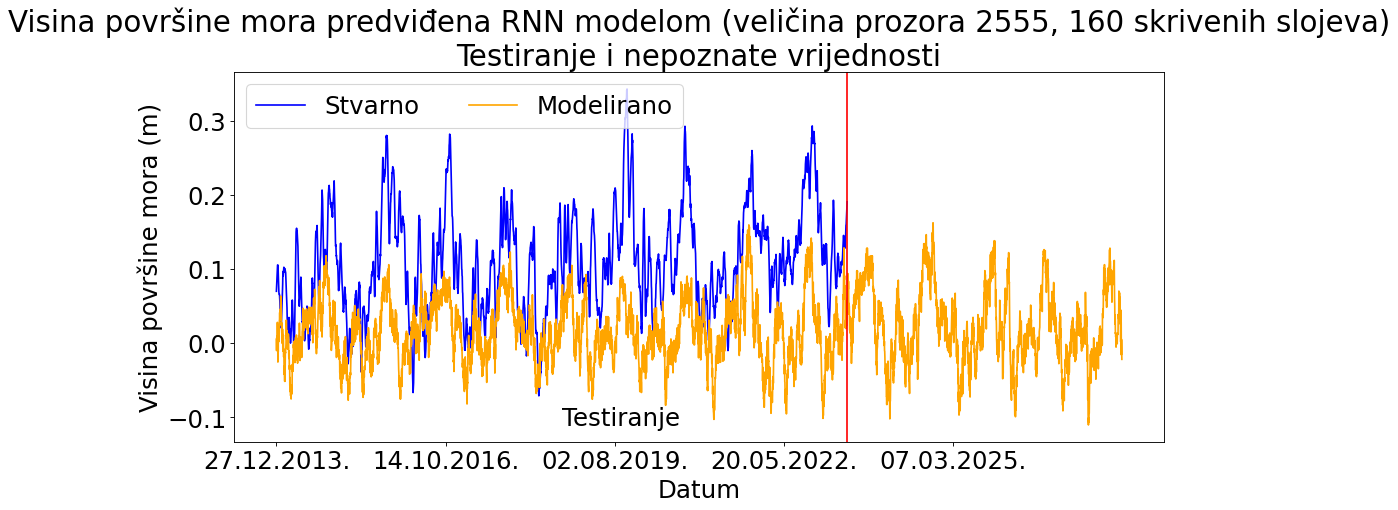 Visina površine mora predviđena RNN modelom (veličina prozora 2555, 160 skrivenih slojeva)
Testiranje i nepoznate vrijednosti
Stvarno
Modelirano
Visina površine mora (m)
0.3
0.2
0.1
0.0
−0.1
Testiranje
27.12.2013.
14.10.2016.
02.08.2019.
20.05.2022.
07.03.2025.
Datum